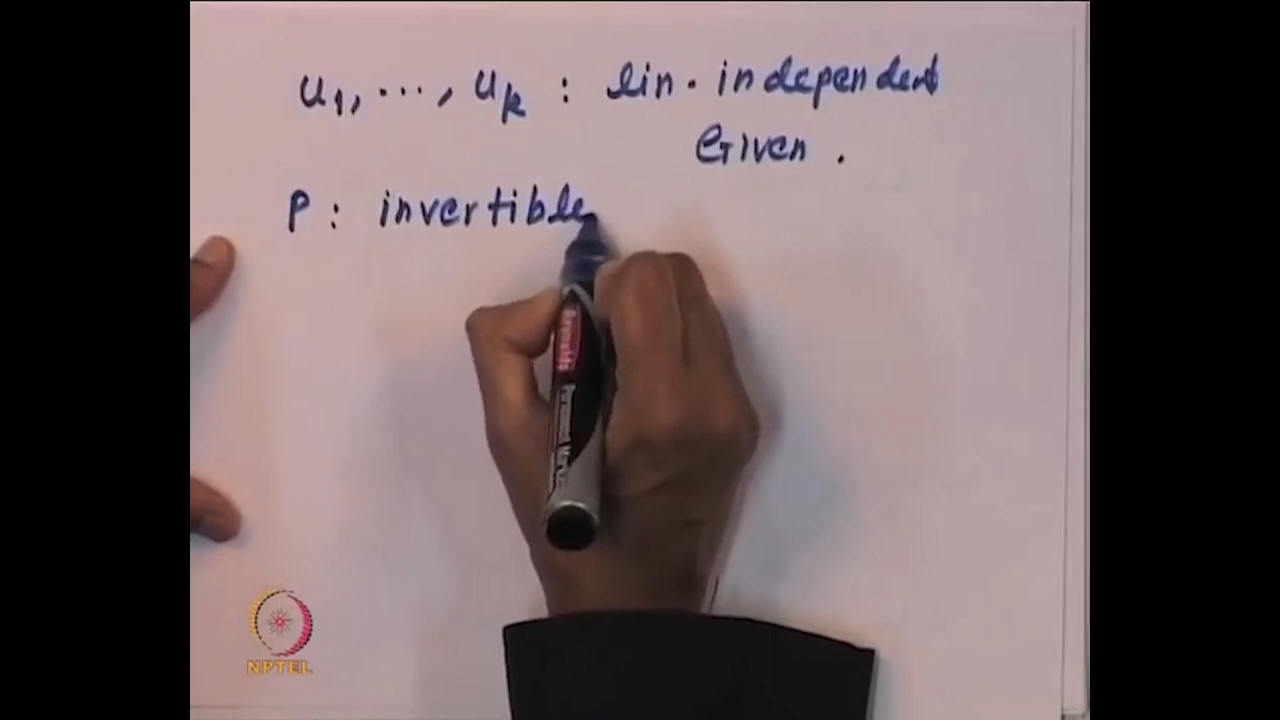 u₁, ..., uₖ : lin. independent
Given .
P : invertible
NPTEL